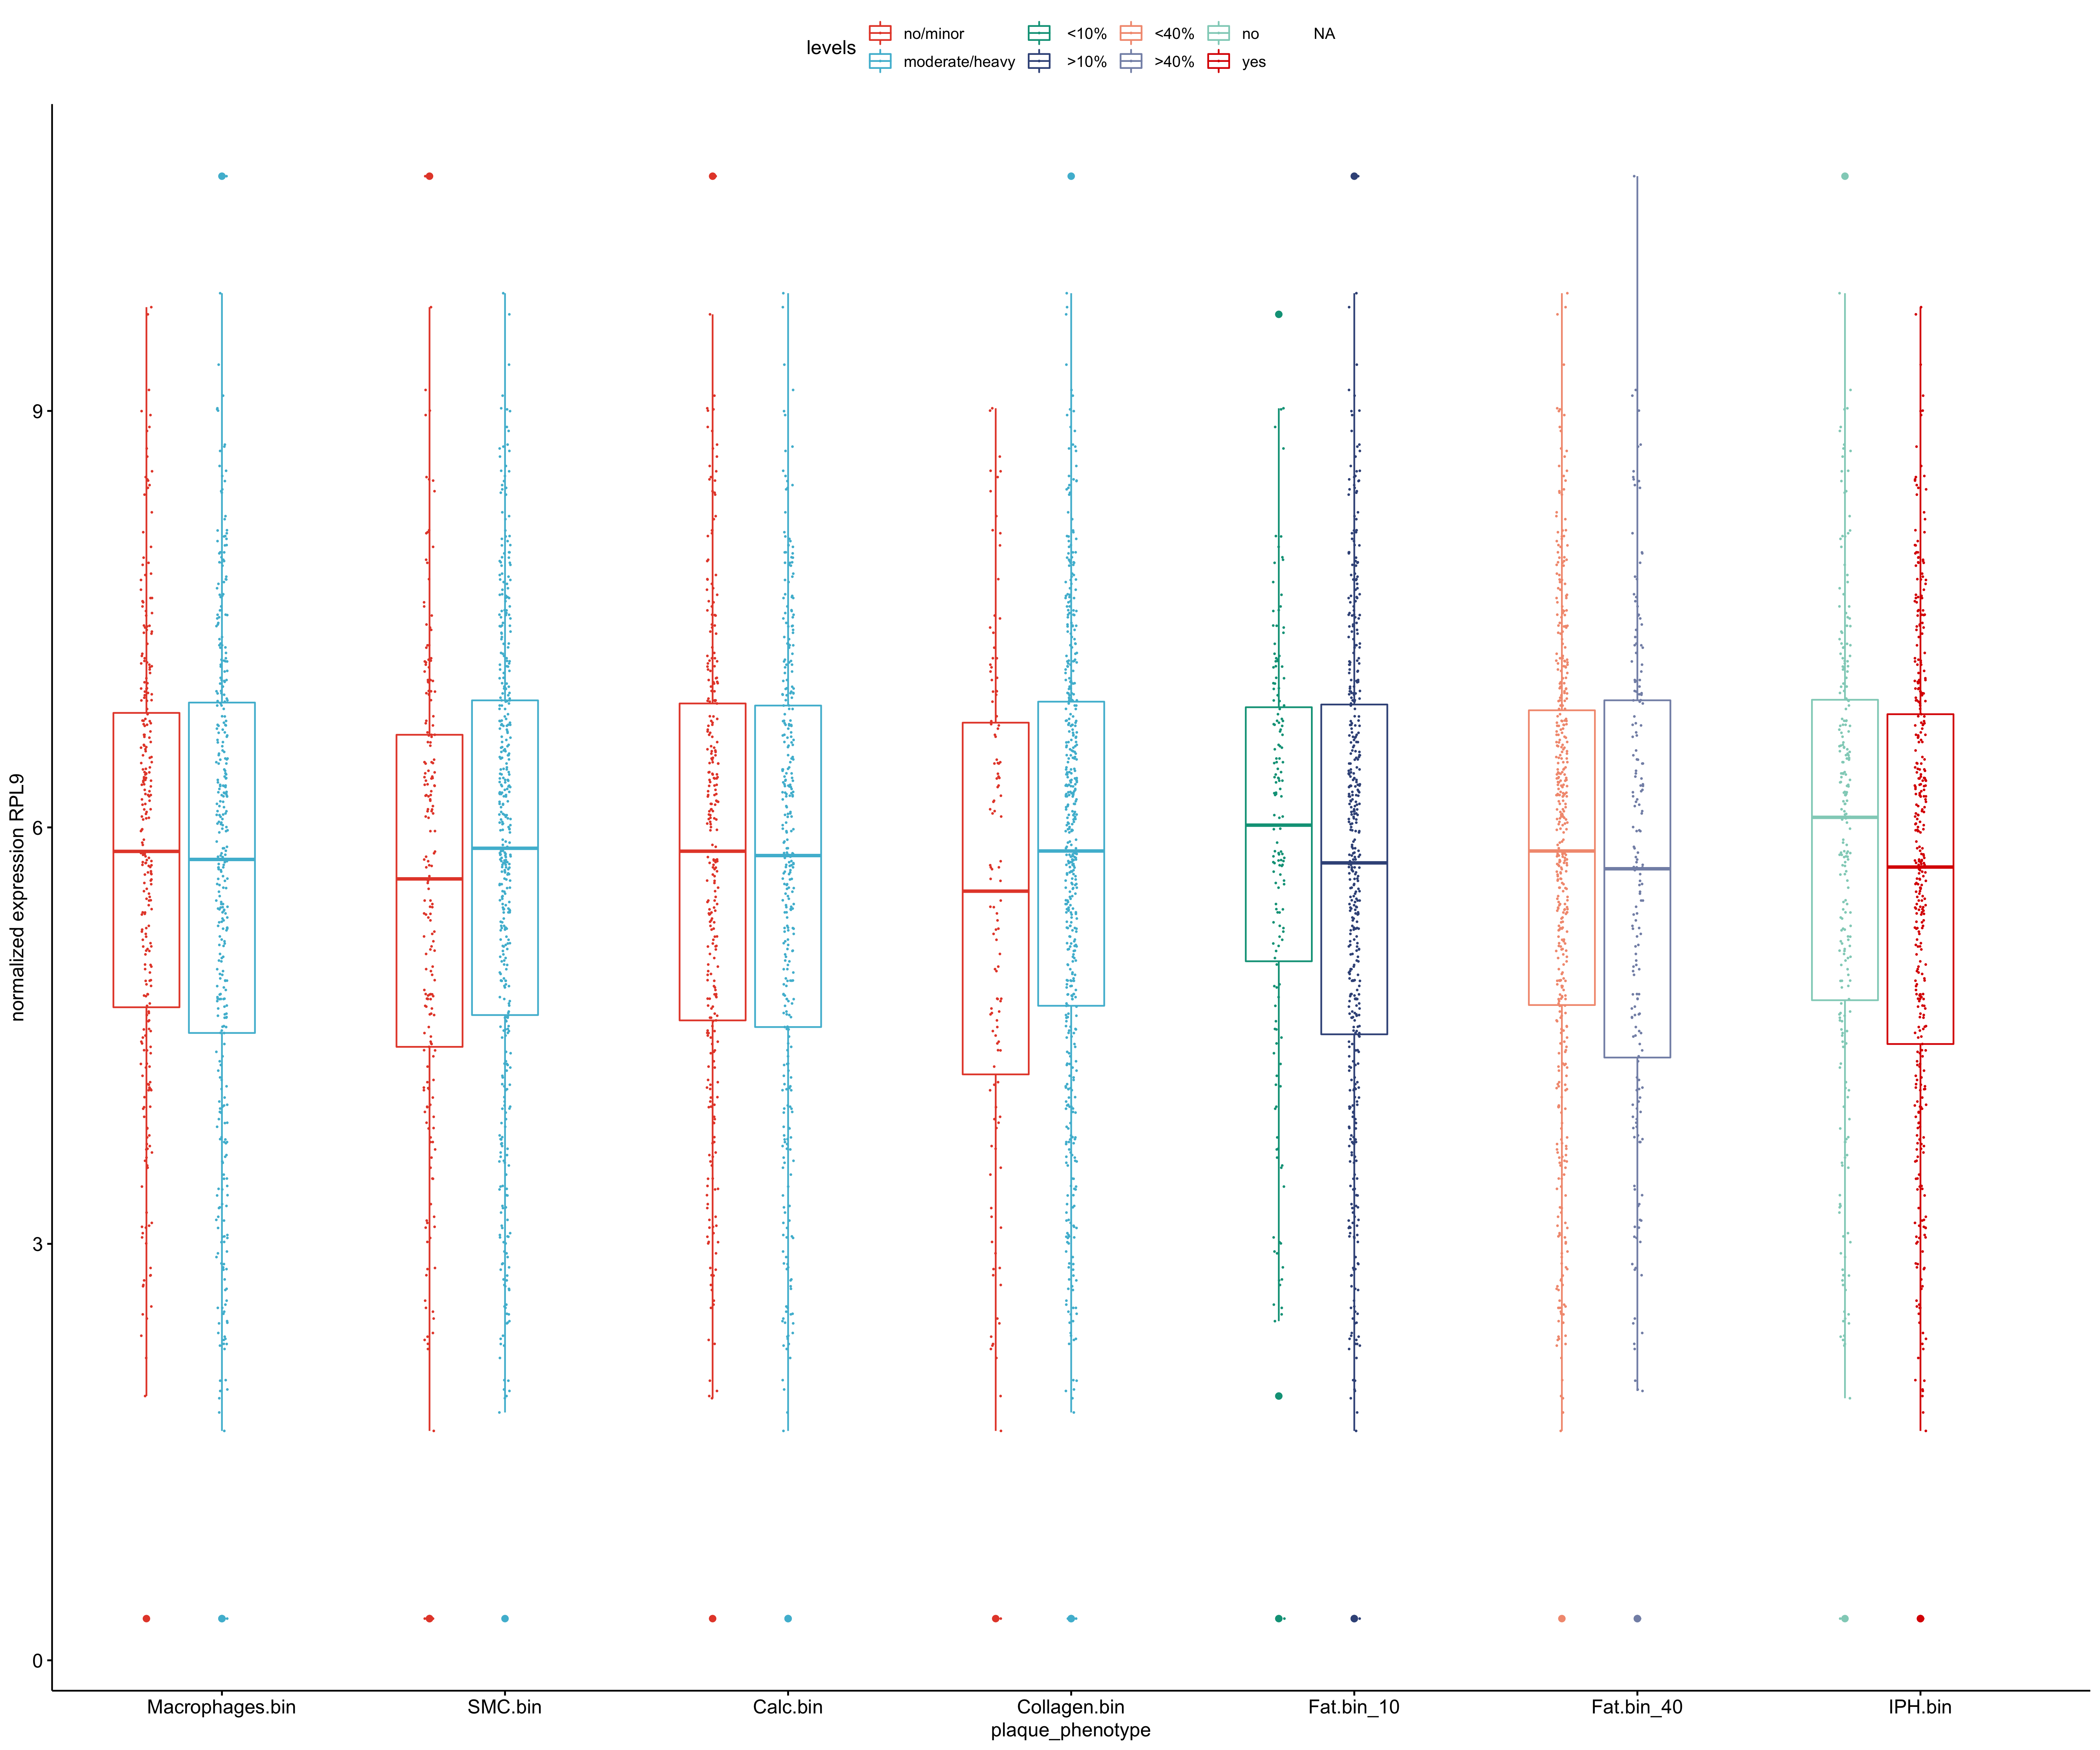 levels
no/minor <10% <40% no NA
moderate/heavy >10% >40% yes
normalized expression RPL9
9
6
3
0
Macrophages.bin SMC.bin Calc.bin Collagen.bin Fat.bin_10 Fat.bin_40 IPH.bin
plaque_phenotype